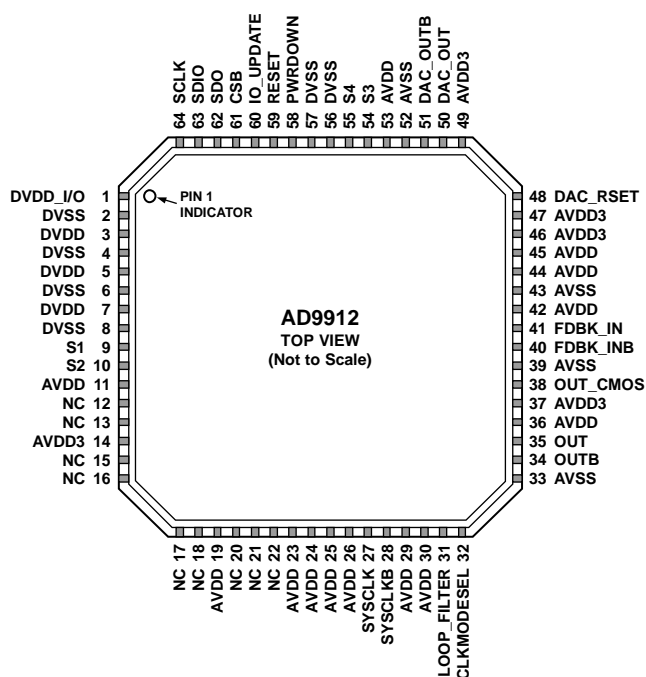 64 SCLK
63 SDIO
62 SDO
61 CSB
60 IO_UPDATE
59 RESET
58 PWRDOWN
57 DVSS
56 DVSS
55 S4
54 S3
53 AVDD
52 AVSS
51 DAC_OUTB
50 DAC_OUT
49 AVDD3
DVDD_I/O 1
DVSS 2
DVDD 3
DVSS 4
DVDD 5
DVSS 6
DVDD 7
DVSS 8
S1 9
S2 10
AVDD 11
NC 12
NC 13
AVDD3 14
NC 15
NC 16
PIN 1
INDICATOR
AD9912
TOP VIEW
(Not to Scale)
48 DAC_RSET
47 AVDD3
46 AVDD3
45 AVDD
44 AVDD
43 AVSS
42 AVDD
41 FDBK_IN
40 FDBK_INB
39 AVSS
38 OUT_CMOS
37 AVDD3
36 AVDD
35 OUT
34 OUTB
33 AVSS
NC 17
NC 18
AVDD 19
NC 20
NC 21
NC 22
AVDD 23
AVDD 24
AVDD 25
AVDD 26
SYSCLK 27
SYSCLKB 28
AVDD 29
AVDD 30
LOOP_FILTER 31
CLKMODESEL 32